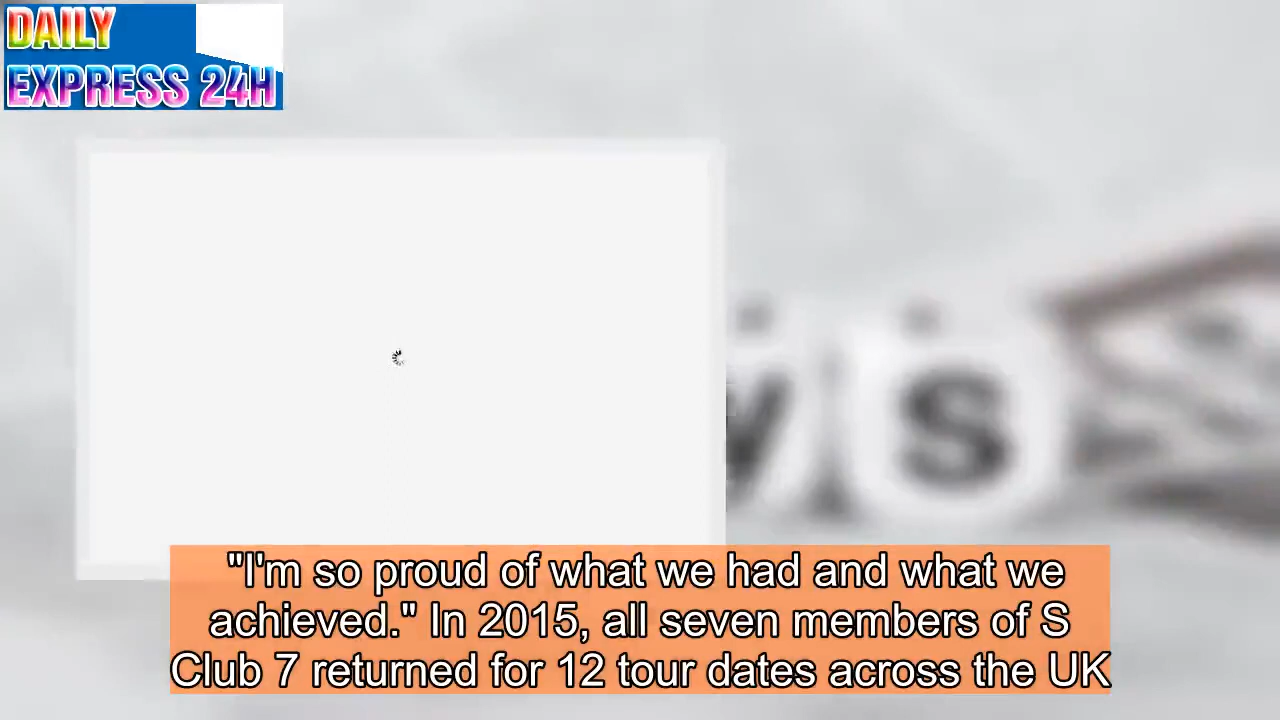 DAILY
EXPRESS 24H
y s
"I'm so proud of what we had and what we
achieved." In 2015, all seven members of S
Club 7 returned for 12 tour dates across the UK